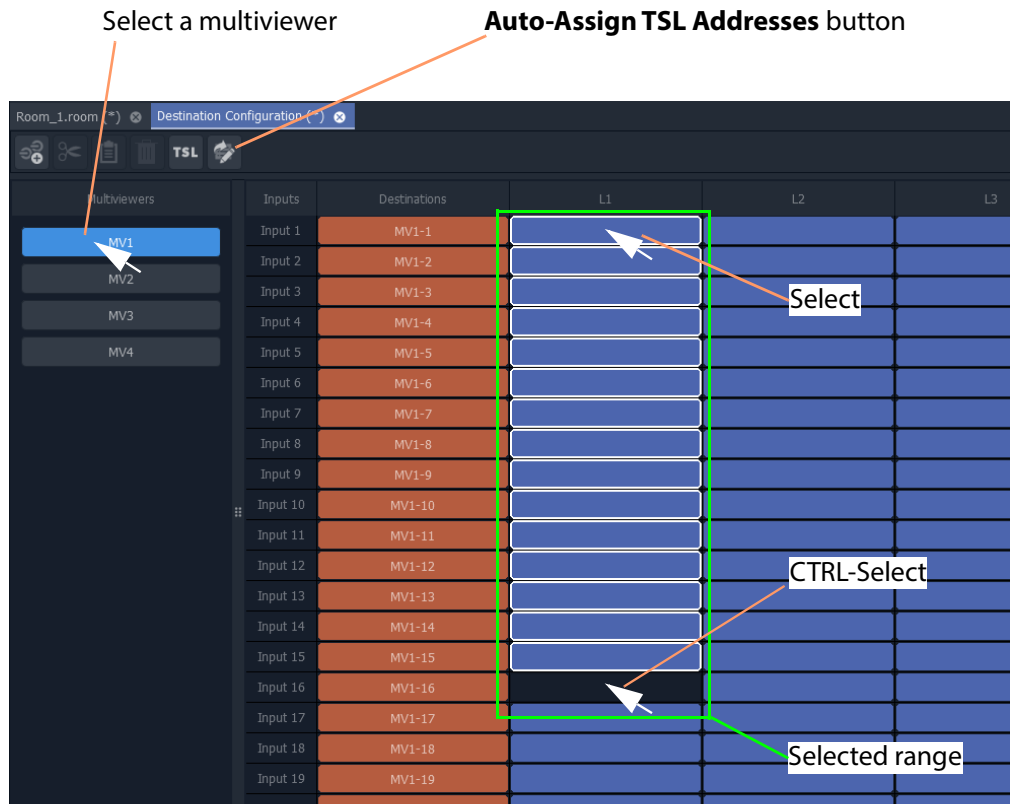 Select a multiviewer
Auto-Assign TSL Addresses button
Room_1.room (*)
Destination Configuration (*)
TSL
Multiviewers
Inputs
Destinations
L1
L2
L3
MV1
MV2
MV3
MV4
Input 1 MV1-1
Input 2 MV1-2
Input 3 MV1-3
Input 4 MV1-4
Input 5 MV1-5
Input 6 MV1-6
Input 7 MV1-7
Input 8 MV1-8
Input 9 MV1-9
Input 10 MV1-10
Input 11 MV1-11
Input 12 MV1-12
Input 13 MV1-13
Input 14 MV1-14
Input 15 MV1-15
Input 16 MV1-16
Input 17 MV1-17
Input 18 MV1-18
Input 19 MV1-19
Select
CTRL-Select
Selected range